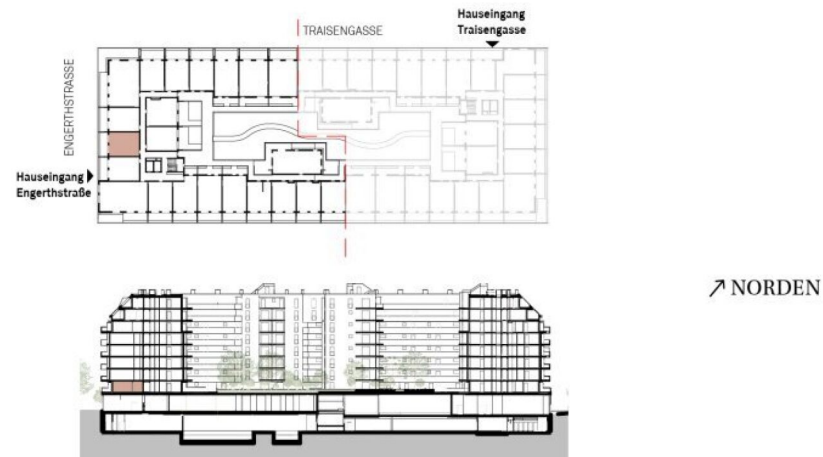 Hauseingang
Traisengasse
TRAISENGASSE
ENGERTHSTRASSE
Hauseingang
Engerthstraße
↗ NORDEN